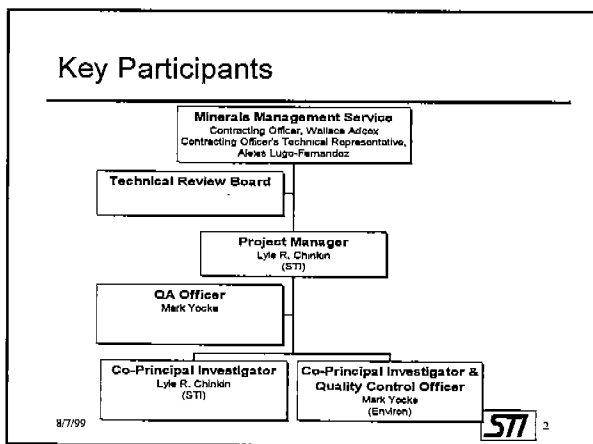 Key Participants
Minerals Management Service
Contracting Officer, Wallace Adcox
Contracting Officer's Technical Representative,
Alexes Lugo-Fernandez
Technical Review Board
Project Manager
Lyle R. Chinkin
(STI)
QA Officer
Mark Yocke
Co-Principal Investigator
Lyle R. Chinkin
(STI)
Co-Principal Investigator &
Quality Control Officer
Mark Yocke
(Environ)
8/7/99
STI
2